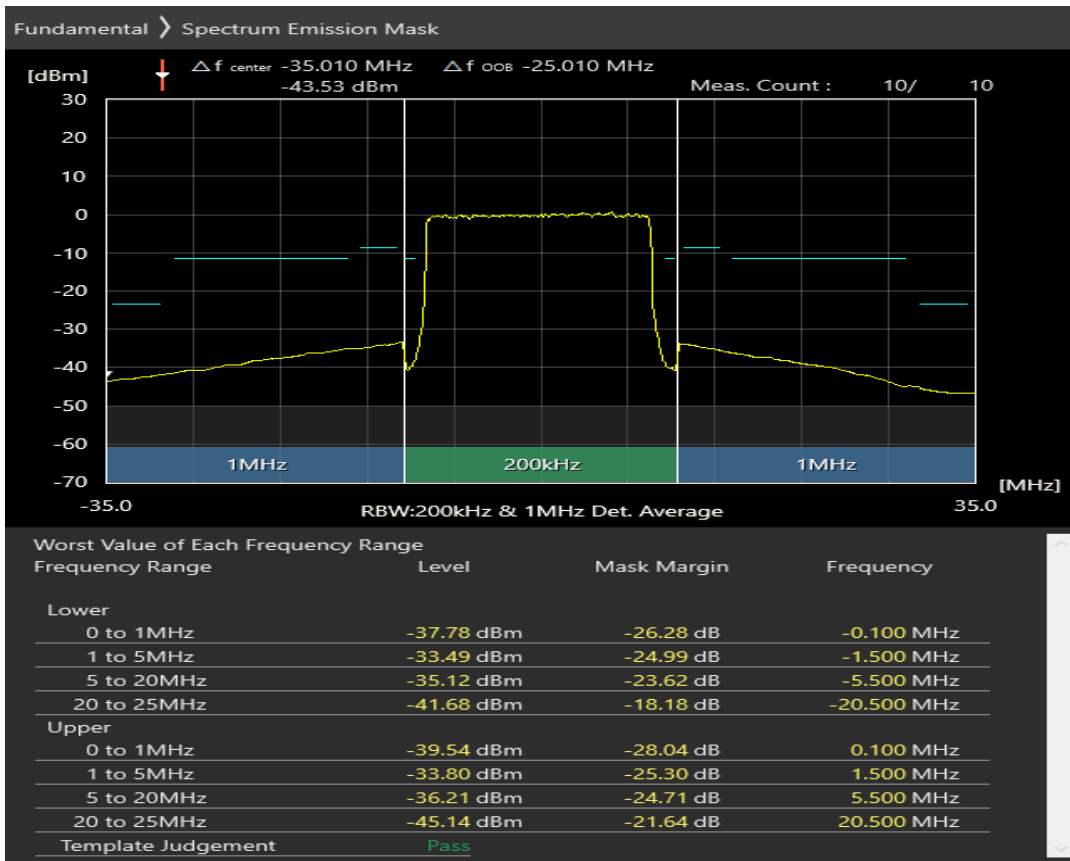 Fundamental ❯ Spectrum Emission Mask
[dBm] Δf center -35.010 MHz Δf OOB -25.010 MHz
-43.53 dBm Meas. Count : 10/ 10
30
20
10
0
-10
-20
-30
-40
-50
-60
1MHz 200kHz 1MHz
-70
[MHz]
-35.0 RBW:200kHz & 1MHz Det. Average 35.0
Worst Value of Each Frequency Range
Frequency Range Level Mask Margin Frequency
Lower
0 to 1MHz -37.78 dBm -26.28 dB -0.100 MHz
1 to 5MHz -33.49 dBm -24.99 dB -1.500 MHz
5 to 20MHz -35.12 dBm -23.62 dB -5.500 MHz
20 to 25MHz -41.68 dBm -18.18 dB -20.500 MHz
Upper
0 to 1MHz -39.54 dBm -28.04 dB 0.100 MHz
1 to 5MHz -33.80 dBm -25.30 dB 1.500 MHz
5 to 20MHz -36.21 dBm -24.71 dB 5.500 MHz
20 to 25MHz -45.14 dBm -21.64 dB 20.500 MHz
Template Judgement Pass